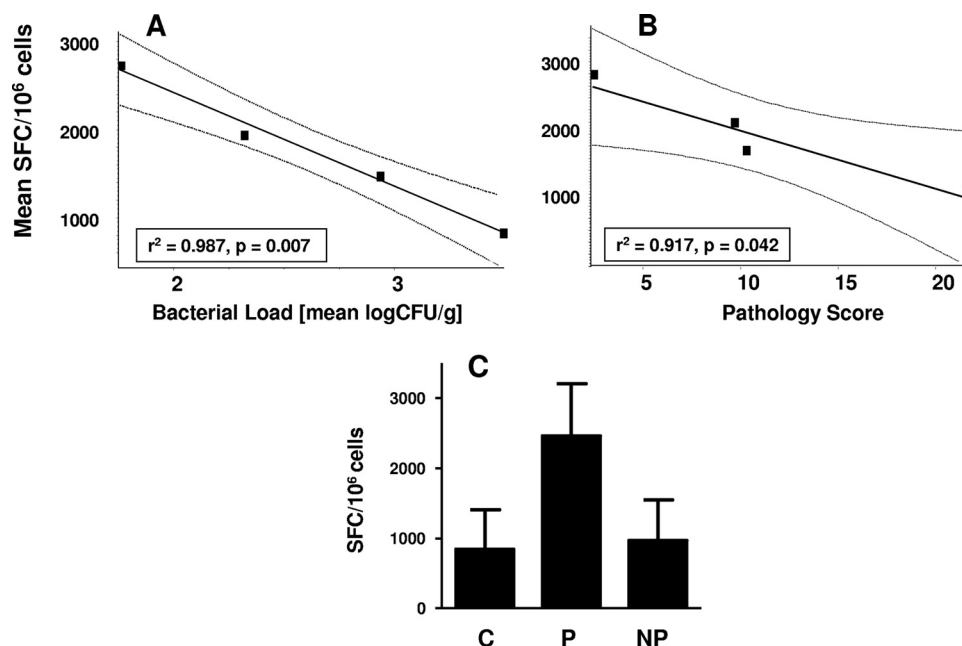 A
B
Mean SFC/10⁶ cells
3000
2000
1000
r² = 0.987, p = 0.007
2
3
Bacterial Load [mean logCFU/g]
3000
2000
1000
r² = 0.917, p = 0.042
5
10
15
20
Pathology Score
C
SFC/10⁶ cells
3000
2000
1000
0
C P NP